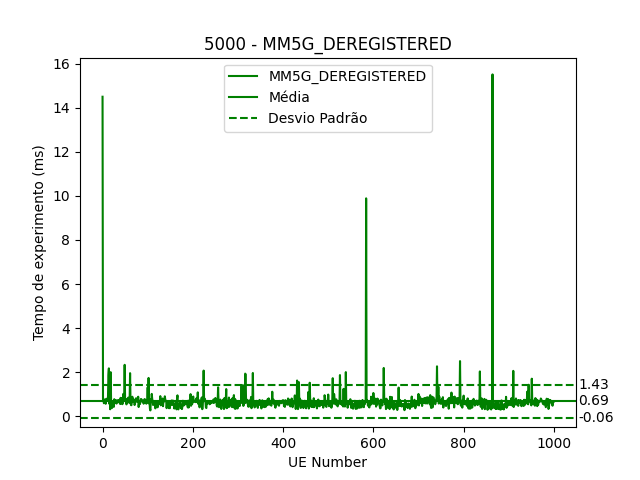 5000 - MM5G_DEREGISTERED
MM5G_DEREGISTERED
Média
Desvio Padrão
Tempo de experimento (ms)
16
14
12
10
8
6
4
2
0
1.43
0.69
-0.06
0 200 400 600 800 1000
UE Number